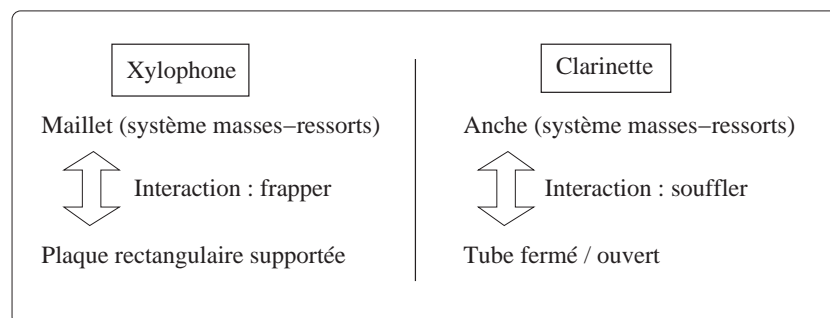 Xylophone
Maillet (système masses−ressorts)
Interaction : frapper
Plaque rectangulaire supportée
Clarinette
Anche (système masses−ressorts)
Interaction : souffler
Tube fermé / ouvert